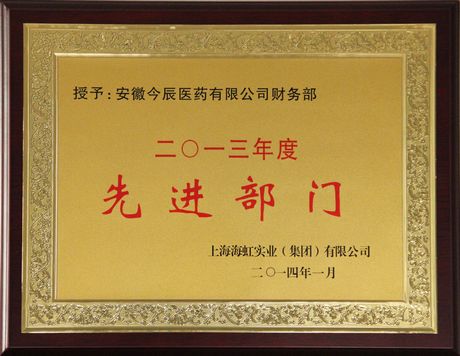 授予：安徽今辰医药有限公司财务部
二〇一三年度
先进部门
上海海虹实业（集团）有限公司
二〇一四年一月